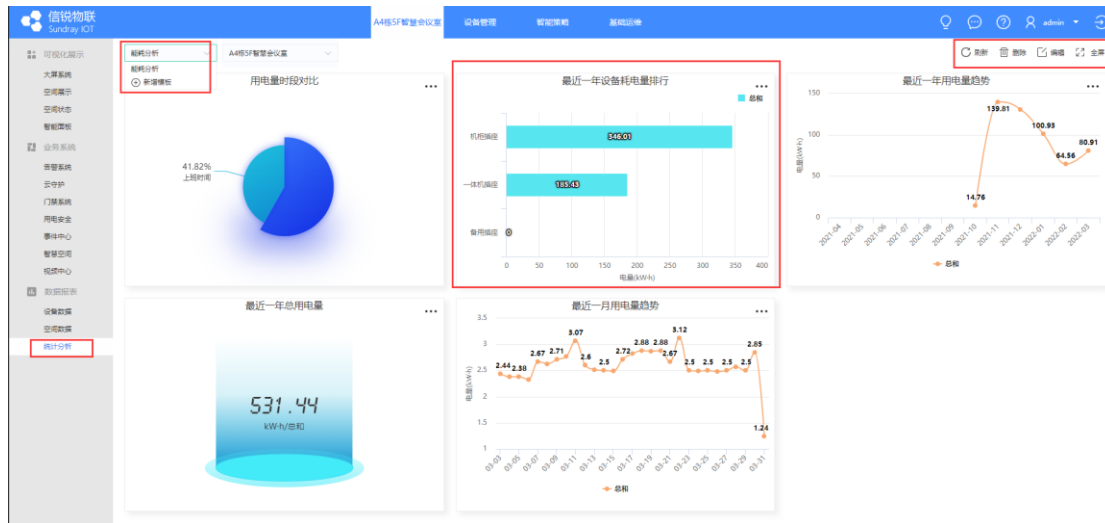 信锐物联
Sundray IOT
A4栋5F智慧会议室
设备管理
智能策略
基础运维
admin
可视化展示
大屏系统
空间展示
空间状态
智能面板
业务系统
告警系统
云守护
门禁系统
用电安全
事件中心
智慧空间
视频中心
数据报表
设备数据
空间数据
统计分析
能耗分析
A4栋5F智慧会议室
能耗分析
新增模板
刷新
删除
编辑
全屏
用电量时段对比
41.82%
上班时间
最近一年设备耗电量排行
总和
机柜插座
346.01
一体机插座
185.43
备用插座
0
0 50 100 150 200 250 300 350 400
电量(kW·h)
最近一年用电量趋势
150
100
50
0
电量(kW·h)
14.76
139.81
100.93
64.56
80.91
2021-04 2021-05 2021-06 2021-07 2021-08 2021-09 2021-10 2021-11 2021-12 2022-01 2022-02 2022-03
总和
最近一年总用电量
531.44
kW·h/总和
最近一月用电量趋势
3.5
3
2.5
2
1.5
1
电量(kW·h)
2.44 2.38 2.67 2.71 3.07 2.6 2.5 2.72 2.88 2.88 2.67 3.12 2.5 2.5 2.5 2.5 2.85 1.24
03-03 03-05 03-07 03-09 03-11 03-13 03-15 03-17 03-19 03-21 03-23 03-25 03-27 03-29 03-31
总和